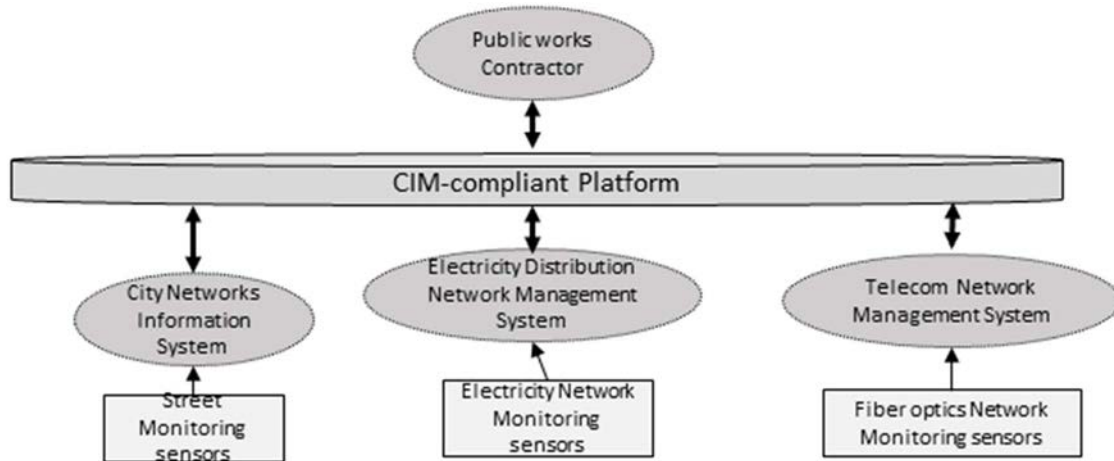 Public works
Contractor
CIM-compliant Platform
City Networks
Information
System
Electricity Distribution
Network Management
System
Telecom Network
Management System
Street
Monitoring
sensors
Electricity Network
Monitoring
sensors
Fiber optics Network
Monitoring sensors